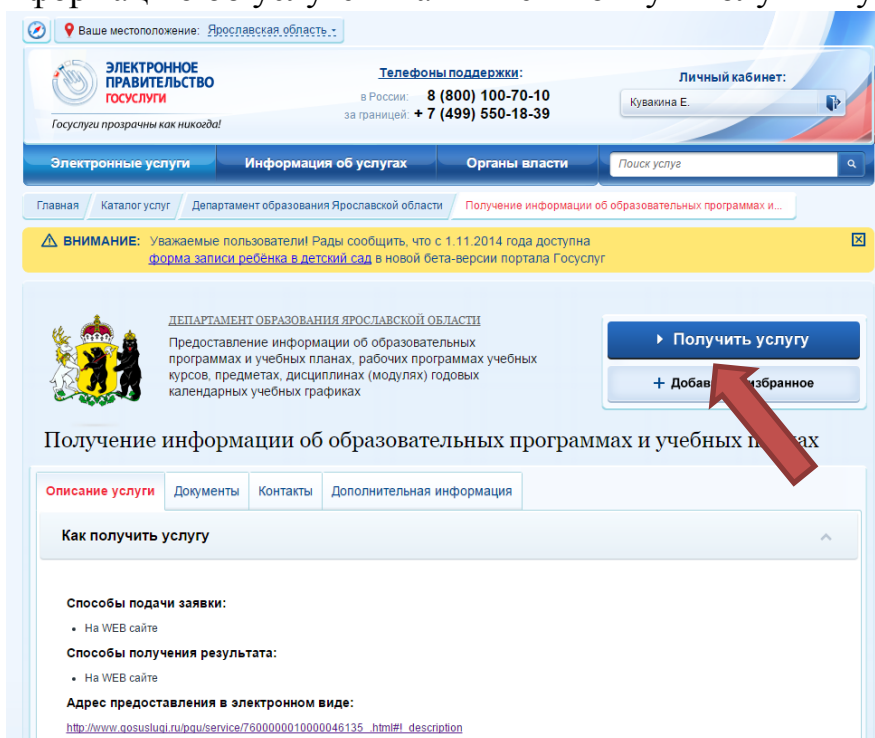 Ваше местоположение: Ярославская область
ЭЛЕКТРОННОЕ
ПРАВИТЕЛЬСТВО
ГОСУСЛУГИ
Госуслуги прозрачны как никогда!
Телефоны поддержки:
в России: 8 (800) 100-70-10
за границей: + 7 (499) 550-18-39
Личный кабинет:
Кувакина Е.
Электронные услуги Информация об услугах Органы власти Поиск услуг
Главная Каталог услуг Департамент образования Ярославской области Получение информации об образовательных программах и...
ВНИМАНИЕ: Уважаемые пользователи! Рады сообщить, что с 1.11.2014 года доступна
форма записи ребёнка в детский сад в новой бета-версии портала Госуслуг
ДЕПАРТАМЕНТ ОБРАЗОВАНИЯ ЯРОСЛАВСКОЙ ОБЛАСТИ
Предоставление информации об образовательных
программах и учебных планах, рабочих программах учебных
курсов, предметах, дисциплинах (модулях) годовых
календарных учебных графиках
Получить услугу
+ избранное
Получение информации об образовательных программах и учебных
Описание услуги Документы Контакты Дополнительная информация
Как получить услугу
Способы подачи заявки:
• На WEB сайте
Способы получения результата:
• На WEB сайте
Адрес предоставления в электронном виде:
http://www.gosuslugi.ru/pgu/service/7600000010000046135_.html#!_description